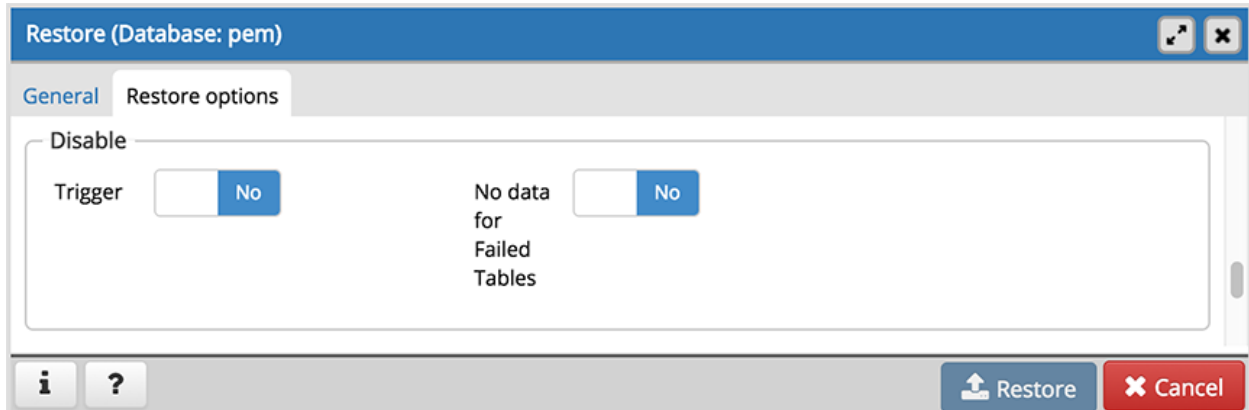 Restore (Database: pem)
General Restore options
Disable
Trigger No No data No
for
Failed
Tables
i ? Restore Cancel